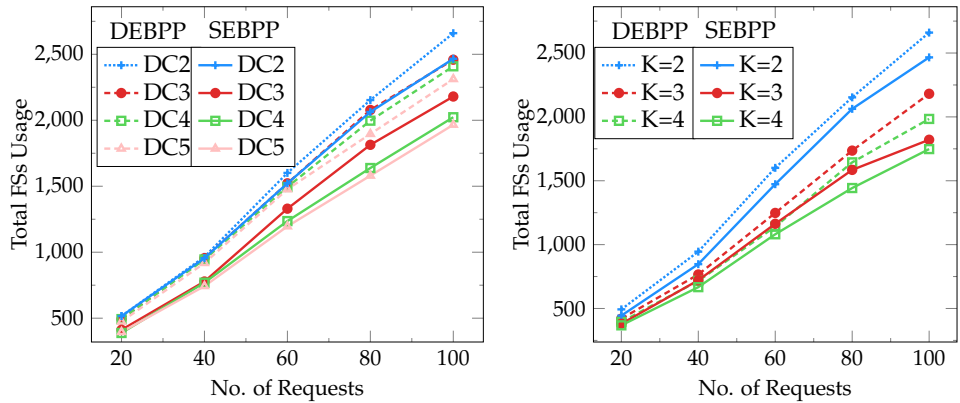 DEBPP SEBPP
DC2 DC2
DC3 DC3
DC4 DC4
DC5 DC5
2,500
2,000
1,500
1,000
500
20 40 60 80 100
No. of Requests
Total FSs Usage
DEBPP SEBPP
K=2 K=2
K=3 K=3
K=4 K=4
2,500
2,000
1,500
1,000
500
20 40 60 80 100
No. of Requests
Total FSs Usage